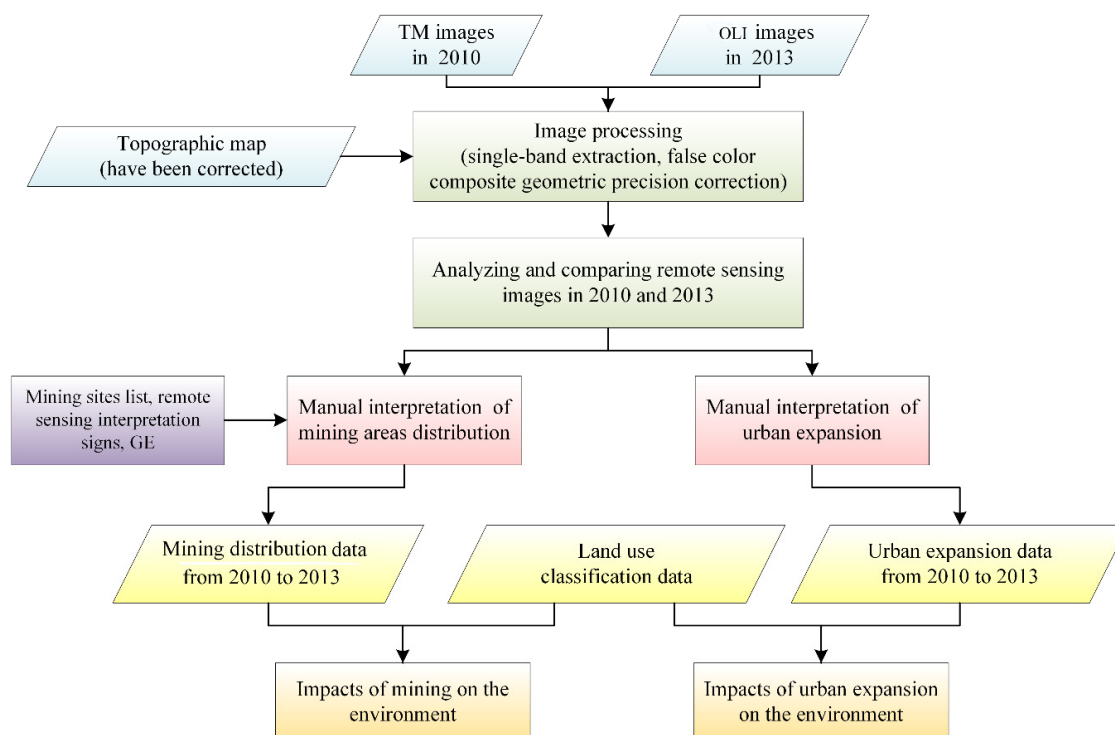 TM images
in 2010
OLI images
in 2013
Topographic map
(have been corrected)
Image processing
(single-band extraction, false color
composite geometric precision correction)
Analyzing and comparing remote sensing
images in 2010 and 2013
Mining sites list, remote
sensing interpretation
signs, GE
Manual interpretation of
mining areas distribution
Manual interpretation of
urban expansion
Mining distribution data
from 2010 to 2013
Land use
classification data
Urban expansion data
from 2010 to 2013
Impacts of mining on the
environment
Impacts of urban expansion
on the environment